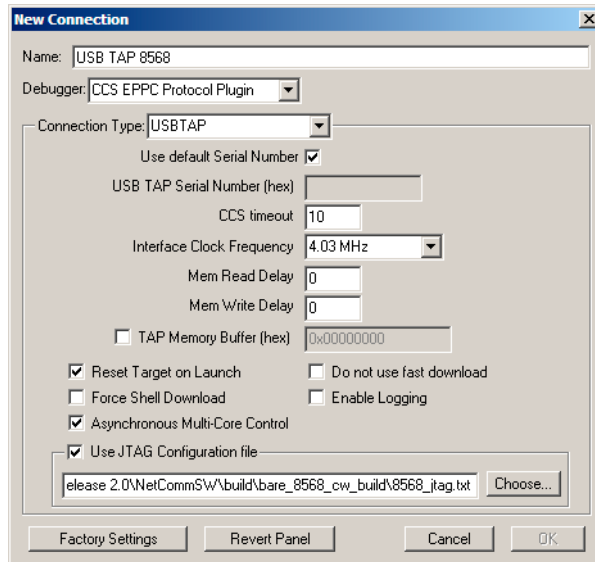 New Connection
Name: USB TAP 8568
Debugger: CCS EPPC Protocol Plugin
Connection Type: USBTAP
Use default Serial Number
USB TAP Serial Number (hex)
CCS timeout 10
Interface Clock Frequency 4.03 MHz
Mem Read Delay 0
Mem Write Delay 0
TAP Memory Buffer (hex) 0x00000000
Reset Target on Launch Do not use fast download
Force Shell Download Enable Logging
Asynchronous Multi-Core Control
Use JTAG Configuration file
elease 2.0\NetCommSW\build\bare_8568_cw_build\8568_jtag.txt Choose...
Factory Settings Revert Panel Cancel OK